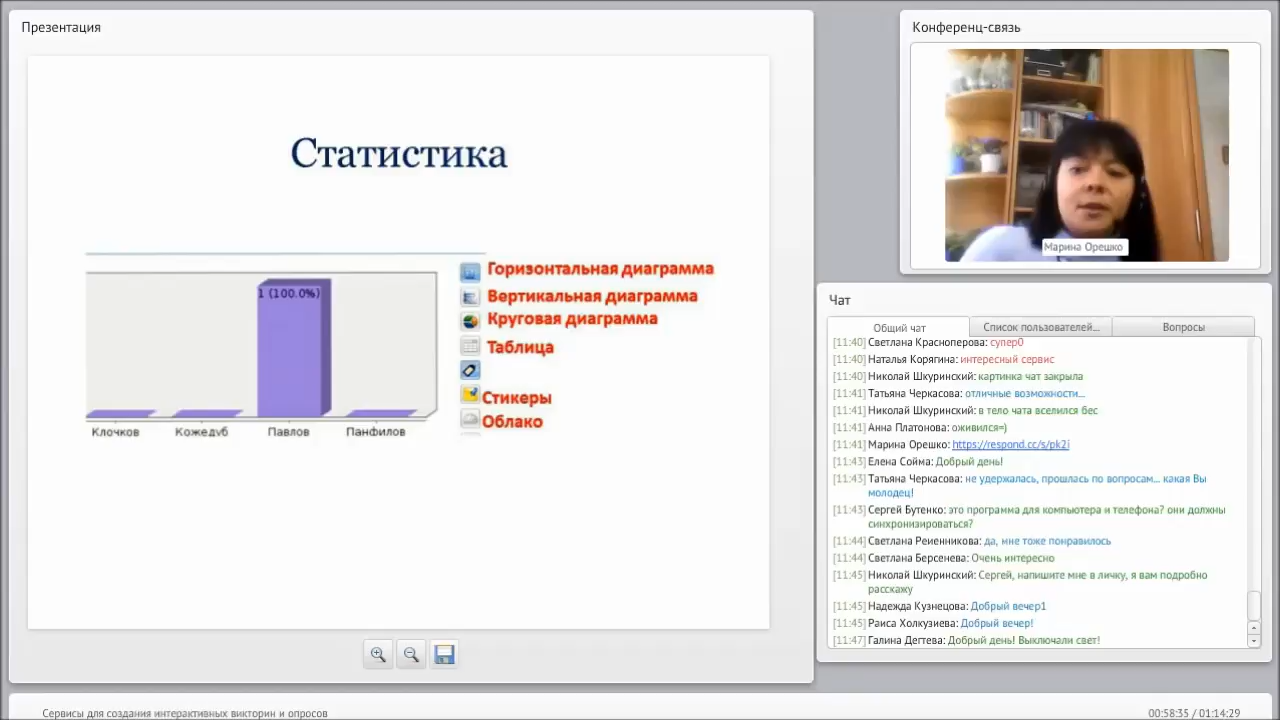 Презентация
Статистика
1 (100.0%)
Клочков
Кожедуб
Павлов
Панфилов
Горизонтальная диаграмма
Вертикальная диаграмма
Круговая диаграмма
Таблица
Стикеры
Облако
Конференц-связь
Марина Орешко
Чат
Общий чат
Список пользователей...
Вопросы
[11:40] Светлана Красноперова: супер0
[11:40] Наталья Корягина: интересный сервис
[11:40] Николай Шкуринский: картинка чат закрыла
[11:41] Татьяна Черкасова: отличные возможности...
[11:41] Николай Шкуринский: в тело чата вселился бес
[11:41] Анна Платонова: оживился=)
[11:41] Марина Орешко: https://respond.cc/s/pk2i
[11:43] Елена Сойма: Добрый день!
[11:43] Татьяна Черкасова: не удержалась, прошлась по вопросам... какая Вы
молодец!
[11:43] Сергей Бутенко: это программа для компьютера и телефона? они должны
синхронизироваться?
[11:44] Светлана Реиенникова: да, мне тоже понравилось
[11:44] Светлана Берсенева: Очень интересно
[11:45] Николай Шкуринский: Сергей, напишите мне в личку, я вам подробно
расскажу
[11:45] Надежда Кузнецова: Добрый вечер1
[11:45] Раиса Холкузиева: Добрый вечер!
[11:47] Галина Дегтева: Добрый день! Выключали свет!
Сервисы для создания интерактивных викторин и опросов
00:58:35 / 01:14:29